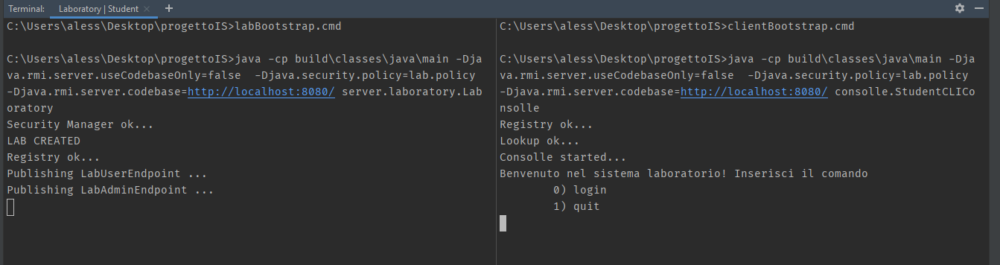 Terminal: Laboratory | Student × +
C:\Users\aless\Desktop\progettoIS>labBootstrap.cmd
C:\Users\aless\Desktop\progettoIS>java -cp build\classes\java\main -Dja
va.rmi.server.useCodebaseOnly=false  -Djava.security.policy=lab.policy
-Djava.rmi.server.codebase=http://localhost:8080/ server.laboratory.Lab
oratory
Security Manager ok...
LAB CREATED
Registry ok...
Publishing LabUserEndpoint ...
Publishing LabAdminEndpoint ...
C:\Users\aless\Desktop\progettoIS>clientBootstrap.cmd
C:\Users\aless\Desktop\progettoIS>java -cp build\classes\java\main -Dja
va.rmi.server.useCodebaseOnly=false  -Djava.security.policy=lab.policy
-Djava.rmi.server.codebase=http://localhost:8080/ consolle.StudentCLICo
nsolle
Registry ok...
Lookup ok...
Consolle started...
Benvenuto nel sistema laboratorio! Inserisci il comando
0) login
1) quit